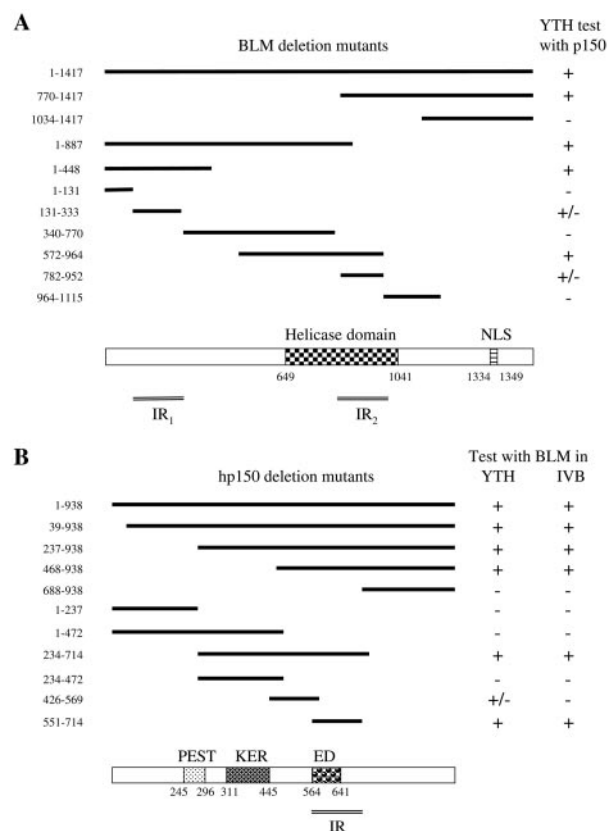 A
BLM deletion mutants
YTH test
with p150
1-1417 +
770-1417 +
1034-1417 -
1-887 +
1-448 +
1-131 -
131-333 +/-
340-770 -
572-964 +
782-952 +/-
964-1115 -
Helicase domain NLS
649 1041 1334 1349
IR1 IR2
B
hp150 deletion mutants
Test with BLM in
YTH IVB
1-938 + +
39-938 + +
237-938 + +
468-938 + +
688-938 - -
1-237 - -
1-472 - -
234-714 + +
234-472 - -
426-569 +/- -
551-714 + +
PEST KER ED
245 296 311 445 564 641
IR